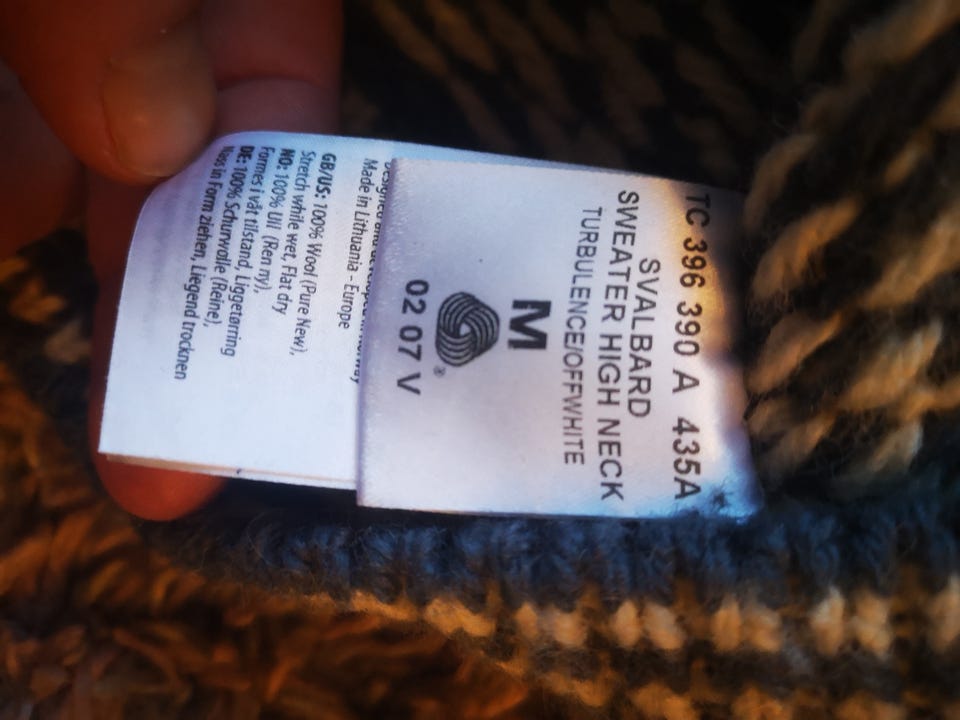 TC 396 390 A 435A
SVALBARD
SWEATER HIGH NECK
TURBULENCE/OFFWHITE
M
®
02 07 V
Made in Lithuania - Europe
GB/US: 100% Wool (Pure New),
Stretch while wet, Flat dry
NO: 100% Ull (Ren ny),
Formes i våt tilstand, Liggetørring
DE: 100% Schurwolle (Reine),
Nass in Form ziehen, Liegend trocknen